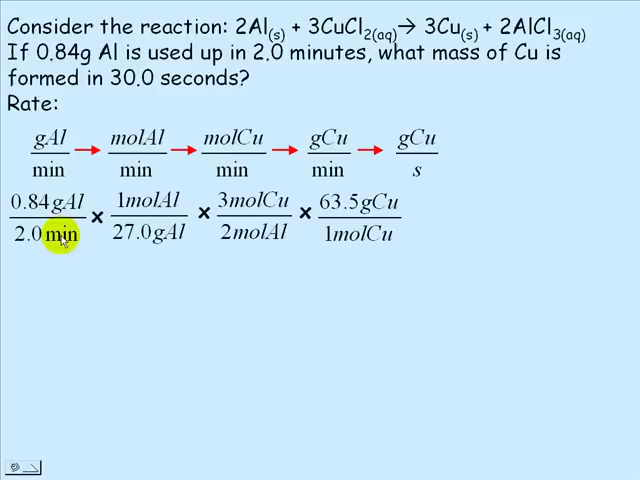 Consider the reaction: 2Al(s) + 3CuCl2(aq)→ 3Cu(s) + 2AlCl3(aq)
If 0.84g Al is used up in 2.0 minutes, what mass of Cu is
formed in 30.0 seconds?
Rate:
gAl/min → molAl/min → molCu/min → gCu/min → gCu/s
0.84gAl/2.0min × 1molAl/27.0gAl × 3molCu/2molAl × 63.5gCu/1molCu